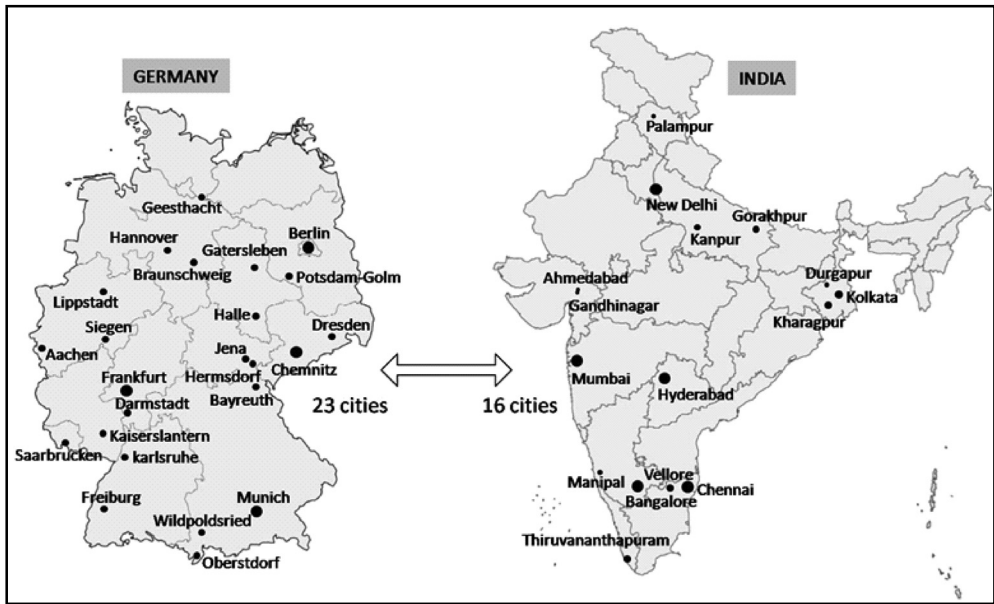 GERMANY
Geesthacht
Hannover
Gatersleben
Berlin
Braunschweig
Potsdam-Golm
Lippstadt
Halle
Siegen
Dresden
Aachen
Jena
Hermsdorf
Chemnitz
Frankfurt
Bayreuth
Darmstadt
Kaiserslantern
Saarbrucken
karlsruhe
Freiburg
Munich
Wildpoldsried
Oberstdorf
23 cities
16 cities
INDIA
Palampur
New Delhi
Gorakhpur
Kanpur
Ahmedabad
Durgapur
Gandhinagar
Kolkata
Kharagpur
Mumbai
Hyderabad
Manipal
Vellore
Bangalore
Chennai
Thiruvananthapuram